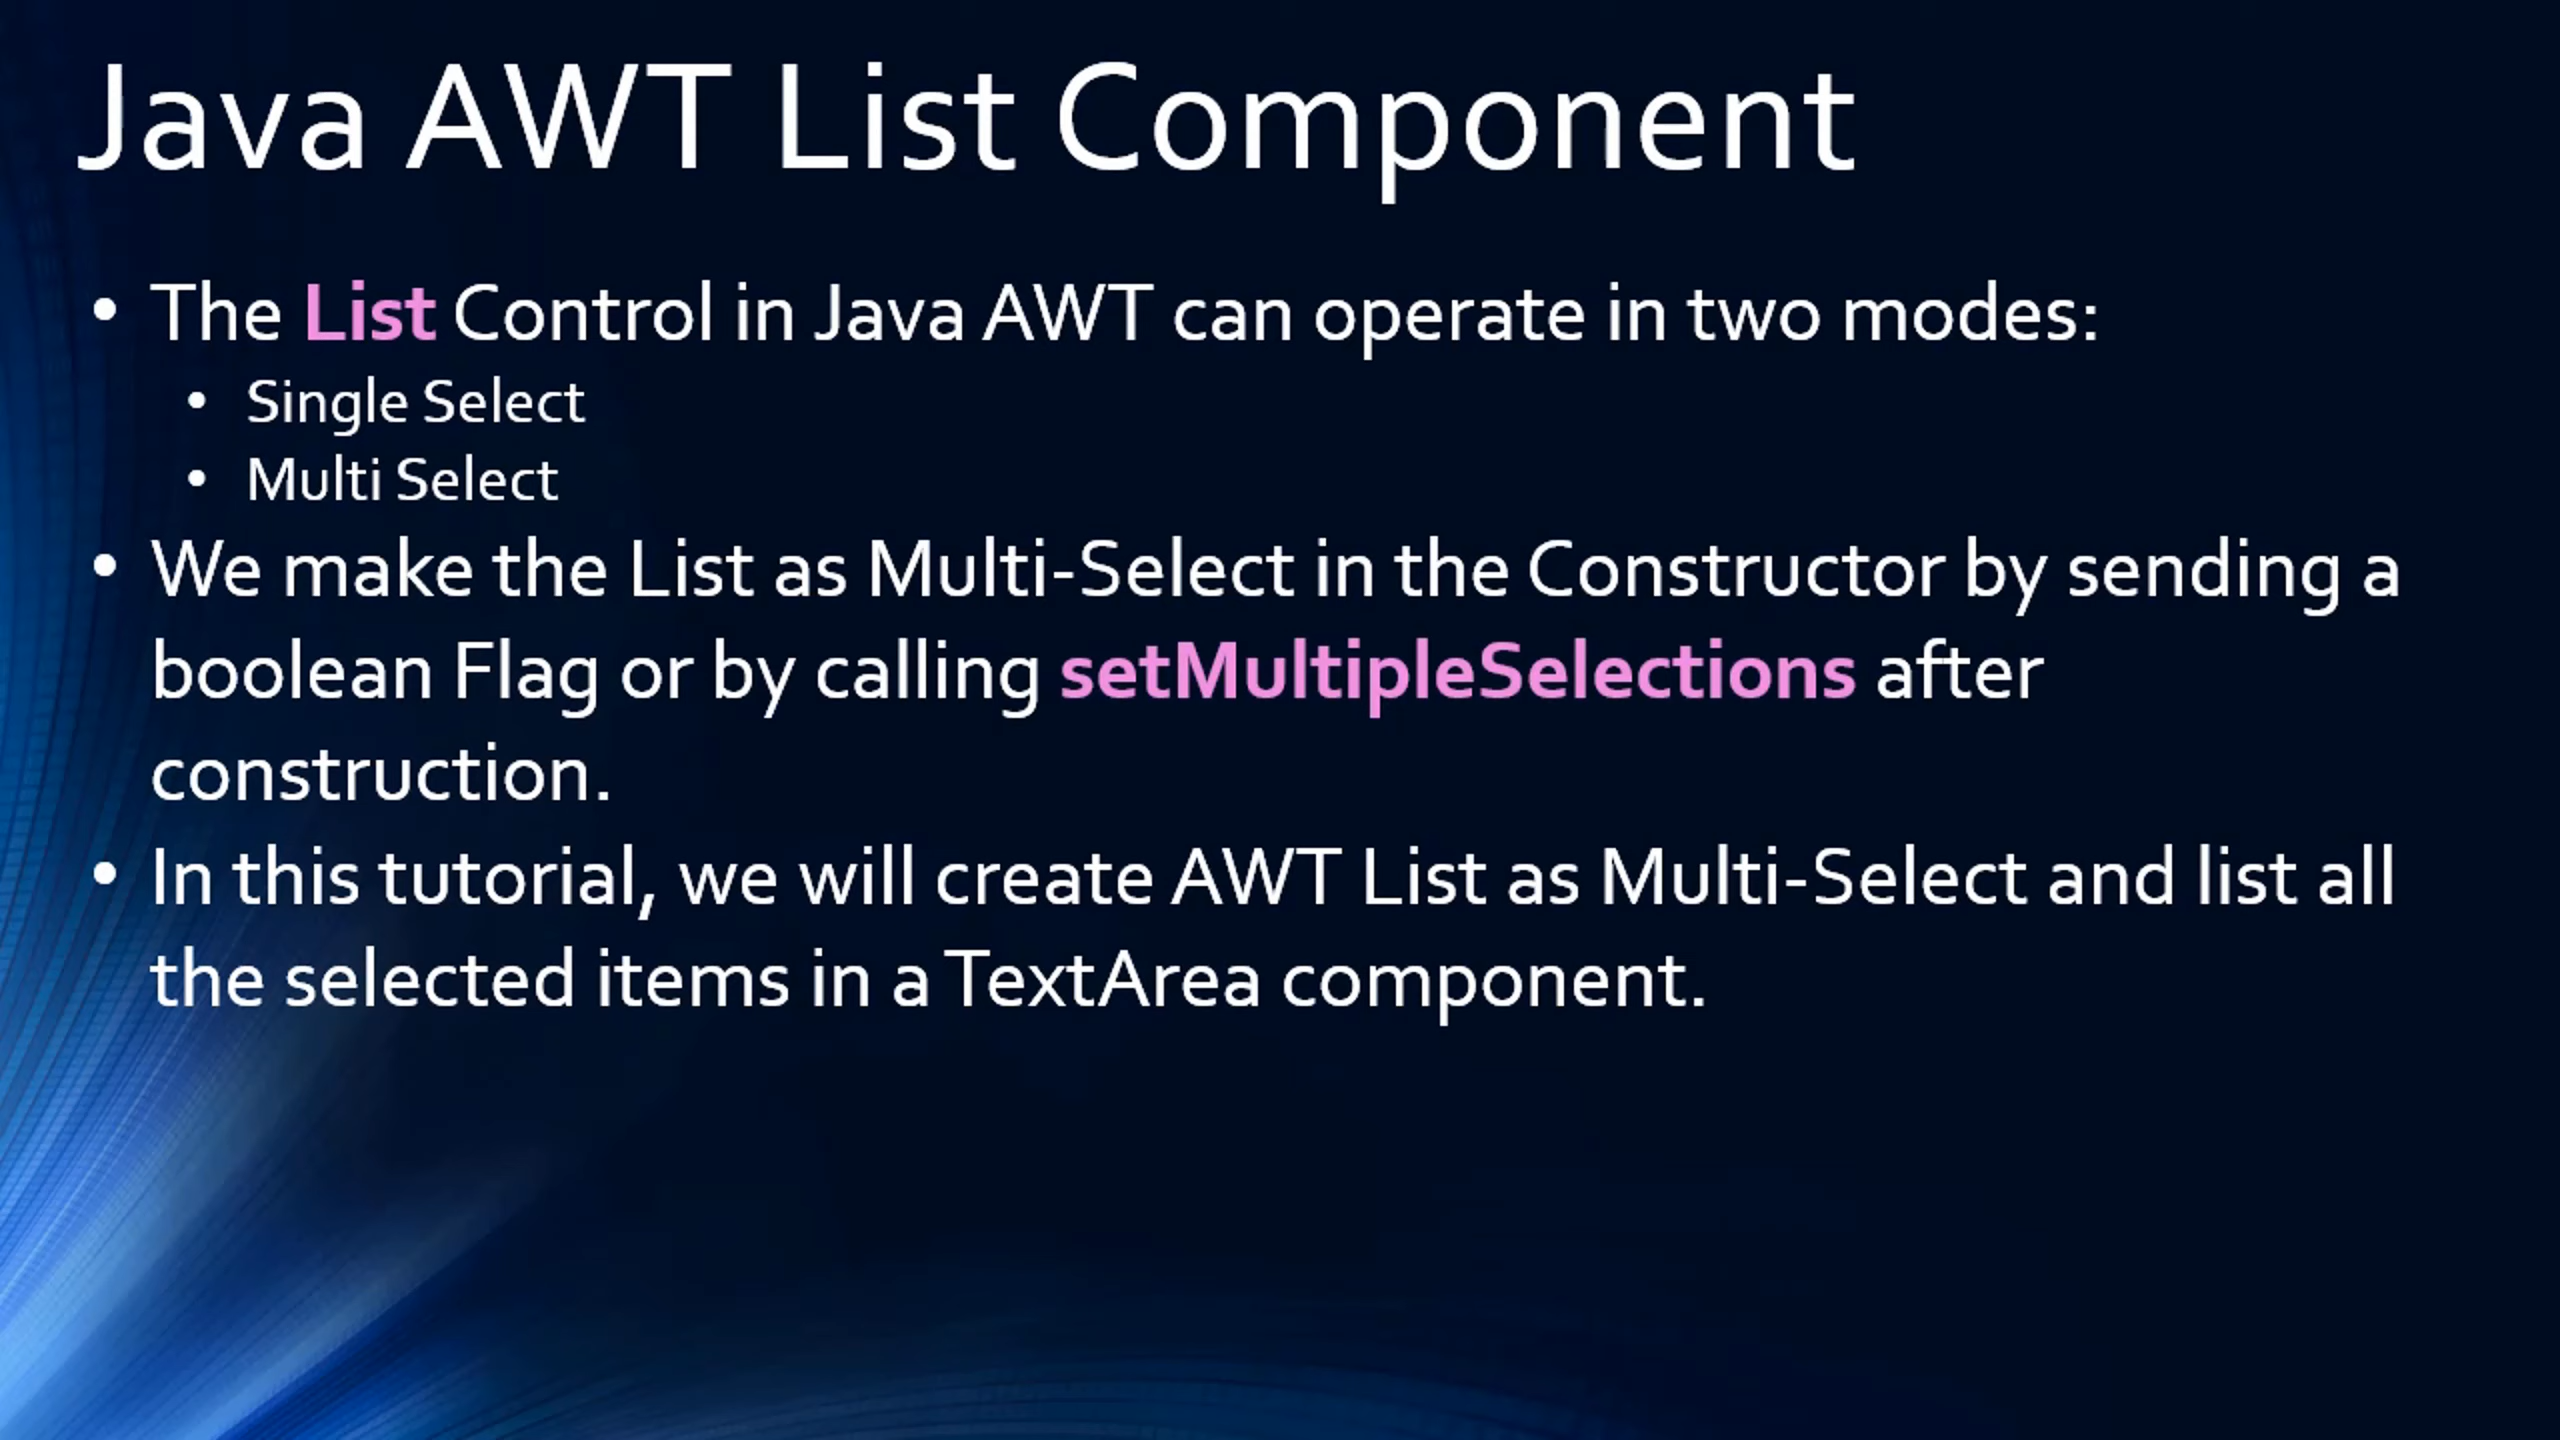 Java AWT List Component
• The List Control in Java AWT can operate in two modes:
• Single Select
• Multi Select
• We make the List as Multi-Select in the Constructor by sending a
boolean Flag or by calling setMultipleSelections after
construction.
• In this tutorial, we will create AWT List as Multi-Select and list all
the selected items in a TextArea component.